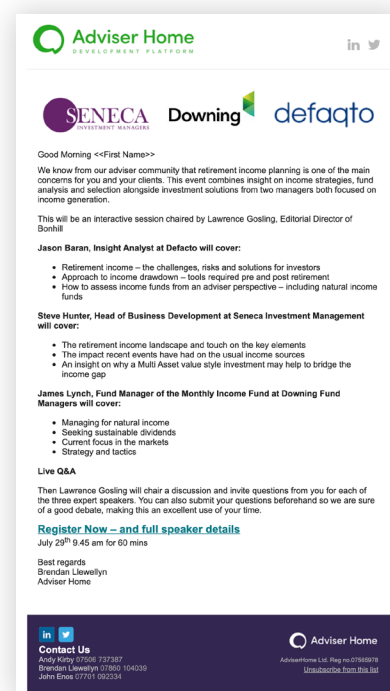 Adviser Home
DEVELOPMENT PLATFORM
in
SENECA
INVESTMENT MANAGERS
Downing
defaqto
Good Morning <<First Name>>
We know from our adviser community that retirement income planning is one of the main
concerns for you and your clients. This event combines insight on income strategies, fund
analysis and selection alongside investment solutions from two managers both focused on
income generation.
This will be an interactive session chaired by Lawrence Gosling, Editorial Director of
Bonhill
Jason Baran, Insight Analyst at Defacto will cover:
• Retirement income – the challenges, risks and solutions for investors
• Approach to income drawdown – tools required pre and post retirement
• How to assess income funds from an adviser perspective – including natural income
funds
Steve Hunter, Head of Business Development at Seneca Investment Management
will cover:
• The retirement income landscape and touch on the key elements
• The impact recent events have had on the usual income sources
• An insight on why a Multi Asset value style investment may help to bridge the
income gap
James Lynch, Fund Manager of the Monthly Income Fund at Downing Fund
Managers will cover:
• Managing for natural income
• Seeking sustainable dividends
• Current focus in the markets
• Strategy and tactics
Live Q&A
Then Lawrence Gosling will chair a discussion and invite questions from you for each of
the three expert speakers. You can also submit your questions beforehand so we are sure
of a good debate, making this an excellent use of your time.
Register Now – and full speaker details
July 29th 9.45 am for 60 mins
Best regards
Brendan Llewellyn
Adviser Home
in
Contact Us
Andy Kirby 07506 737387
Brendan Llewellyn 07860 104039
John Enos 07701 092334
Adviser Home
AdviserHome Ltd. Reg no.07565978
Unsubscribe from this list